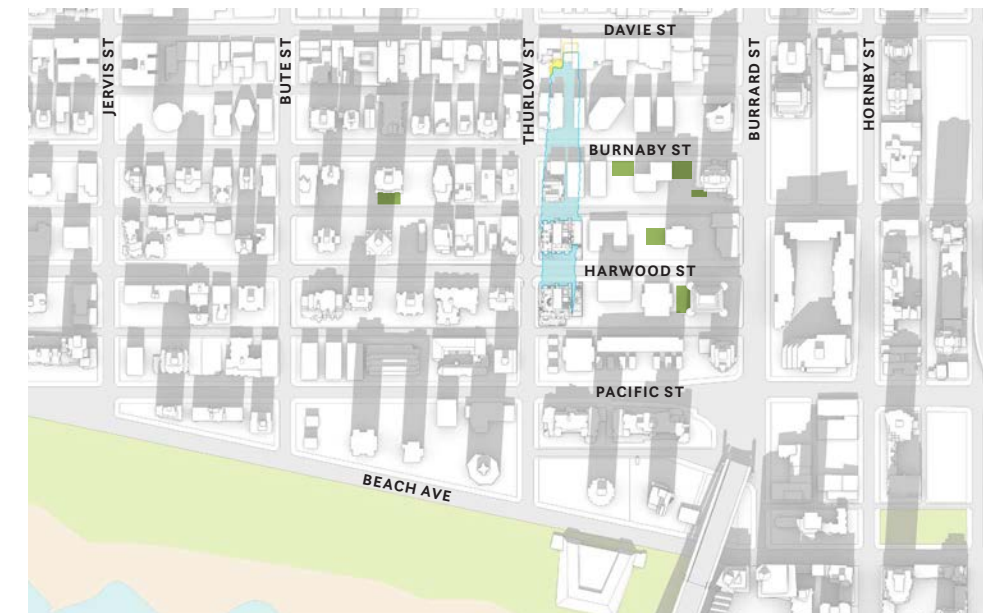 DAVIE ST
JERVIS ST
BUTE ST
THURLOW ST
BURRARD ST
HORNBY ST
BURNABY ST
HARWOOD ST
PACIFIC ST
BEACH AVE